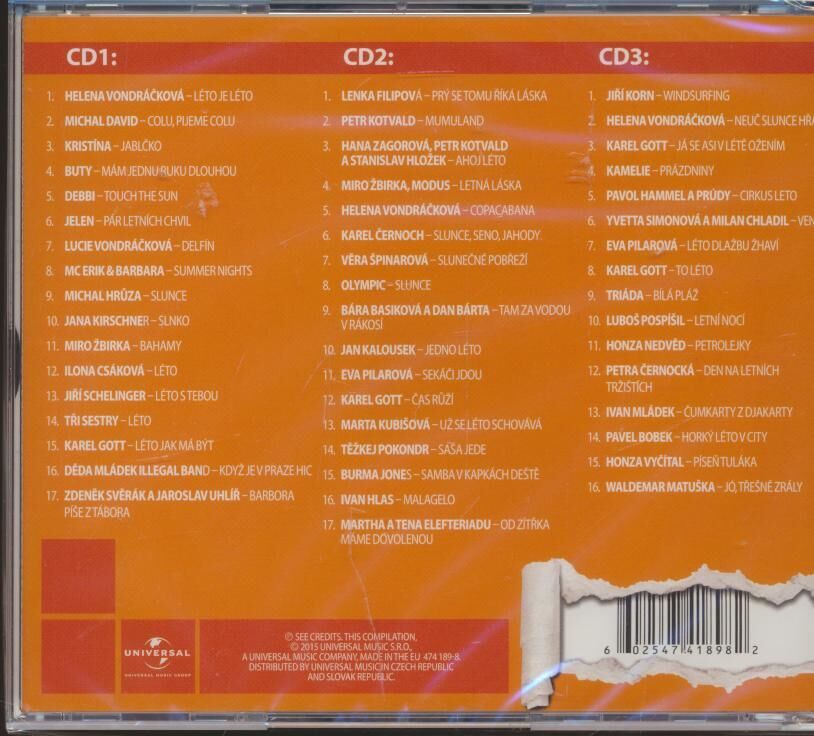 CD1:
1. HELENA VONDRÁČKOVÁ – LÉTO JE LÉTO
2. MICHAL DAVID – COLU, PIJEME COLU
3. KRISTÍNA – JABĹČKO
4. BUTY – MÁM JEDNU RUKU DLOUHOU
5. DEBBI – TOUCH THE SUN
6. JELEN – PÁR LETNÍCH CHVIL
7. LUCIE VONDRÁČKOVÁ – DELFÍN
8. MC ERIK & BARBARA – SUMMER NIGHTS
9. MICHAL HRŮZA – SLUNCE
10. JANA KIRSCHNER – SLNKO
11. MIRO ŽBIRKA – BAHAMY
12. ILONA CSÁKOVÁ – LÉTO
13. JIŘÍ SCHELINGER – LÉTO S TEBOU
14. TŘI SESTRY – LÉTO
15. KAREL GOTT – LÉTO JAK MÁ BÝT
16. DĚDA MLÁDEK ILLEGAL BAND – KDYŽ JE V PRAZE HIC
17. ZDENĚK SVĚRÁK A JAROSLAV UHLÍŘ – BARBORA
PÍŠE Z TÁBORA
CD2:
1. LENKA FILIPOVÁ – PRÝ SE TOMU ŘÍKÁ LÁSKA
2. PETR KOTVALD – MUMULAND
3. HANA ZAGOROVÁ, PETR KOTVALD
A STANISLAV HLOŽEK – AHOJ LÉTO
4. MIRO ŽBIRKA, MODUS – LETNÁ LÁSKA
5. HELENA VONDRÁČKOVÁ – COPACABANA
6. KAREL ČERNOCH – SLUNCE, SENO, JAHODY
7. VĚRA ŠPINAROVÁ – SLUNEČNÉ POBŘEŽÍ
8. OLYMPIC – SLUNCE
9. BÁRA BASIKOVÁ A DAN BÁRTA – TAM ZA VODOU
V RÁKOSÍ
10. JAN KALOUSEK – JEDNO LÉTO
11. EVA PILAROVÁ – SEKÁČI JDOU
12. KAREL GOTT – ČAS RŮŽÍ
13. MARTA KUBIŠOVÁ – UŽ SE LÉTO SCHOVÁVÁ
14. TĚŽKEJ POKONDR – SÁŠA JEDE
15. BURMA JONES – SAMBA V KAPKÁCH DEŠTĚ
16. IVAN HLAS – MALAGELO
17. MARTHA A TENA ELEFTERIADU – OD ZÍTŘKA
MÁME DOVOLENOU
CD3:
1. JIŘÍ KORN – WINDSURFING
2. HELENA VONDRÁČKOVÁ – NEUČ SLUNCE HŘÁ
3. KAREL GOTT – JÁ SE ASI V LÉTĚ OŽENÍM
4. KAMELIE – PRÁZDNINY
5. PAVOL HAMMEL A PRÚDY – CIRKUS LETO
6. YVETTA SIMONOVÁ A MILAN CHLADIL – VEN
7. EVA PILAROVÁ – LÉTO DLAŽBU ŽHAVÍ
8. KAREL GOTT – TO LÉTO
9. TRIÁDA – BÍLÁ PLÁŽ
10. LUBOŠ POSPÍŠIL – LETNÍ NOCÍ
11. HONZA NEDVĚD – PETROLEJKY
12. PETRA ČERNOCKÁ – DEN NA LETNÍCH
TRŽIŠTÍCH
13. IVAN MLÁDEK – ČUMKARTY Z DJAKARTY
14. PAVEL BOBEK – HORKÝ LÉTO V CITY
15. HONZA VYČÍTAL – PÍSEŇ TULÁKA
16. WALDEMAR MATUŠKA – JÓ, TŘEŠNĚ ZRÁLY
UNIVERSAL
UNIVERSAL MUSIC GROUP
℗ SEE CREDITS. THIS COMPILATION,
© 2015 UNIVERSAL MUSIC S.R.O.,
A UNIVERSAL MUSIC COMPANY, MADE IN THE EU 474 189-8.
DISTRIBUTED BY UNIVERSAL MUSIC IN CZECH REPUBLIC
AND SLOVAK REPUBLIC.
6 02547 41898 2